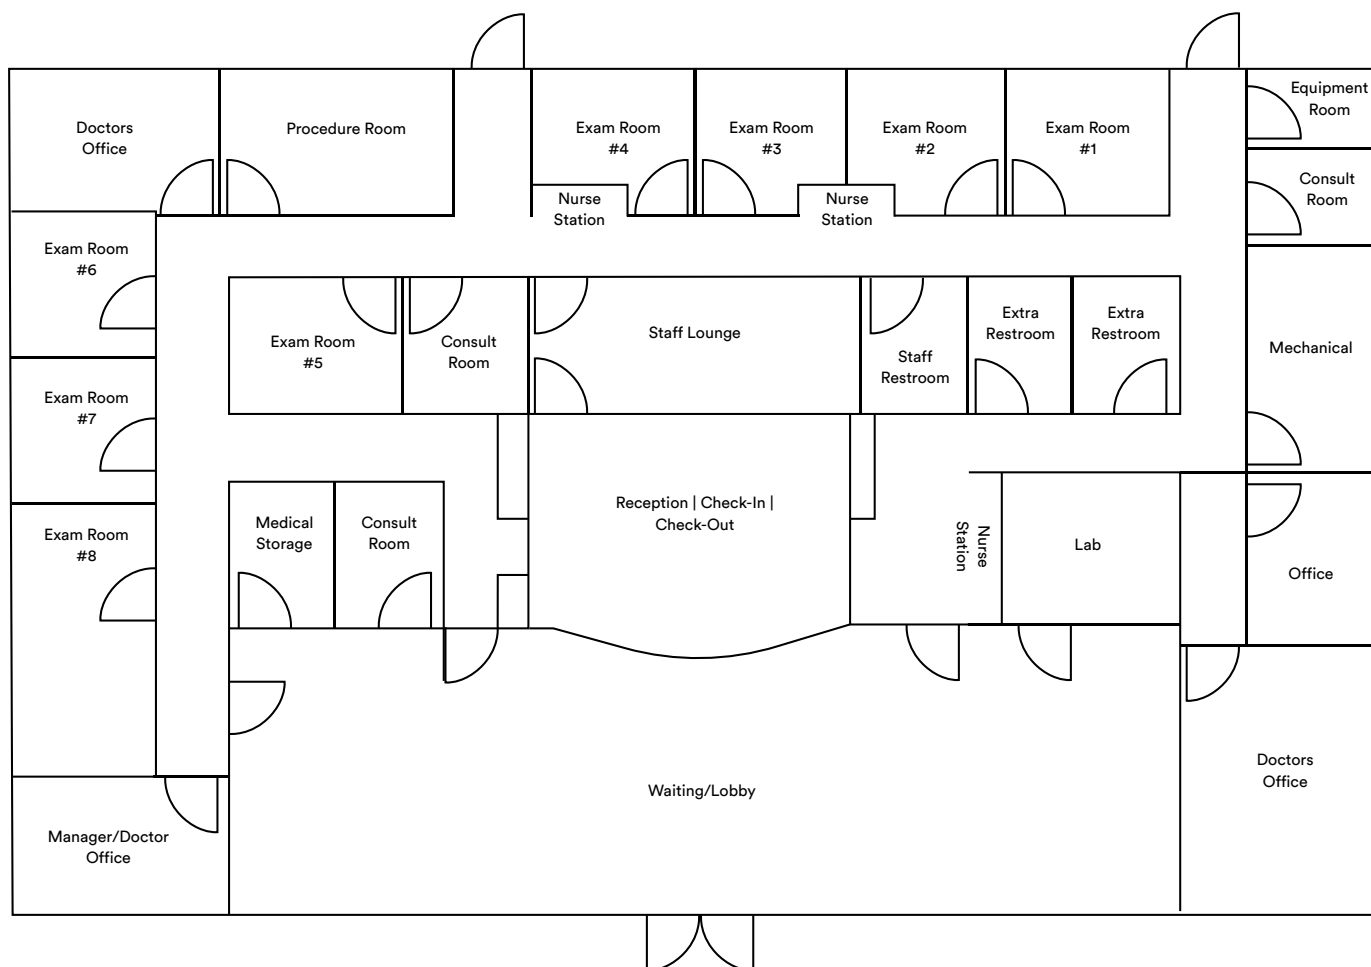 Doctors
Office
Procedure Room
Exam Room
#4
Exam Room
#3
Exam Room
#2
Exam Room
#1
Equipment
Room
Consult
Room
Nurse
Station
Nurse
Station
Exam Room
#6
Exam Room
#5
Consult
Room
Staff Lounge
Staff
Restroom
Extra
Restroom
Extra
Restroom
Mechanical
Exam Room
#7
Exam Room
#8
Medical
Storage
Consult
Room
Reception | Check-In |
Check-Out
Nurse
Station
Lab
Office
Waiting/Lobby
Doctors
Office
Manager/Doctor
Office